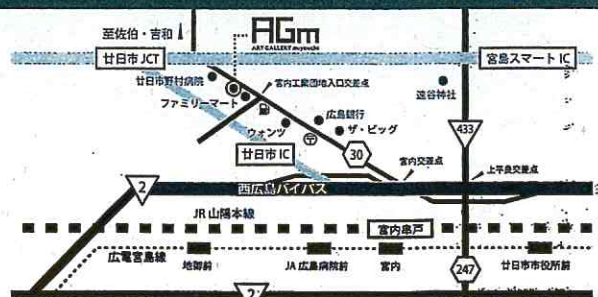 至佐伯・吉和
AGm
ART GALLERY miyauchi
廿日市JCT
宮島スマートIC
廿日市野村病院
ファミリーマート
宮内工業団地入口交差点
速谷神社
広島銀行
ウォンツ
ザ・ビッグ
433
廿日市IC
30
宮内交差点
上平良交差点
2
西広島バイパス
JR山陽本線
宮内串戸
広電宮島線
地御前
JA広島病院前
宮内
247
廿日市市役所前
2